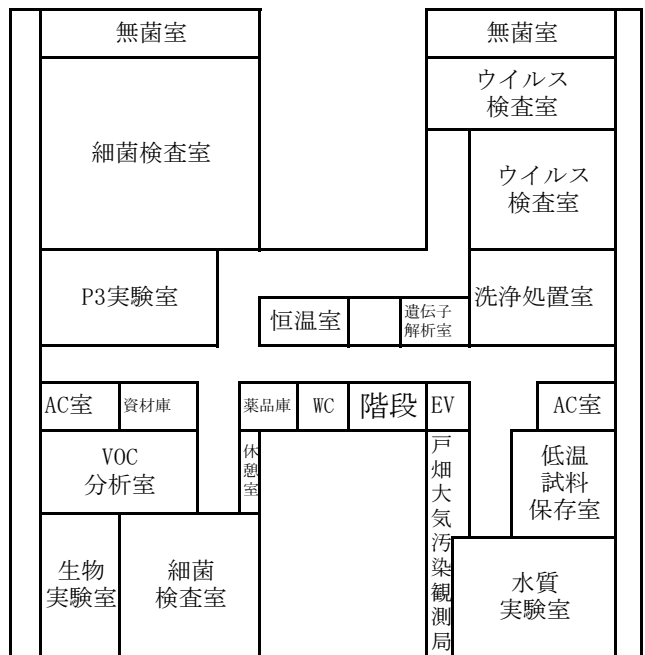 無菌室
無菌室
ウイルス
検査室
細菌検査室
ウイルス
検査室
P3実験室
洗浄処置室
恒温室
遺伝子
解析室
AC室
資材庫
薬品庫
WC
階段
EV
AC室
VOC
分析室
休憩室
戸畑大気汚染観測局
低温
試料
保存室
生物
実験室
細菌
検査室
水質
実験室